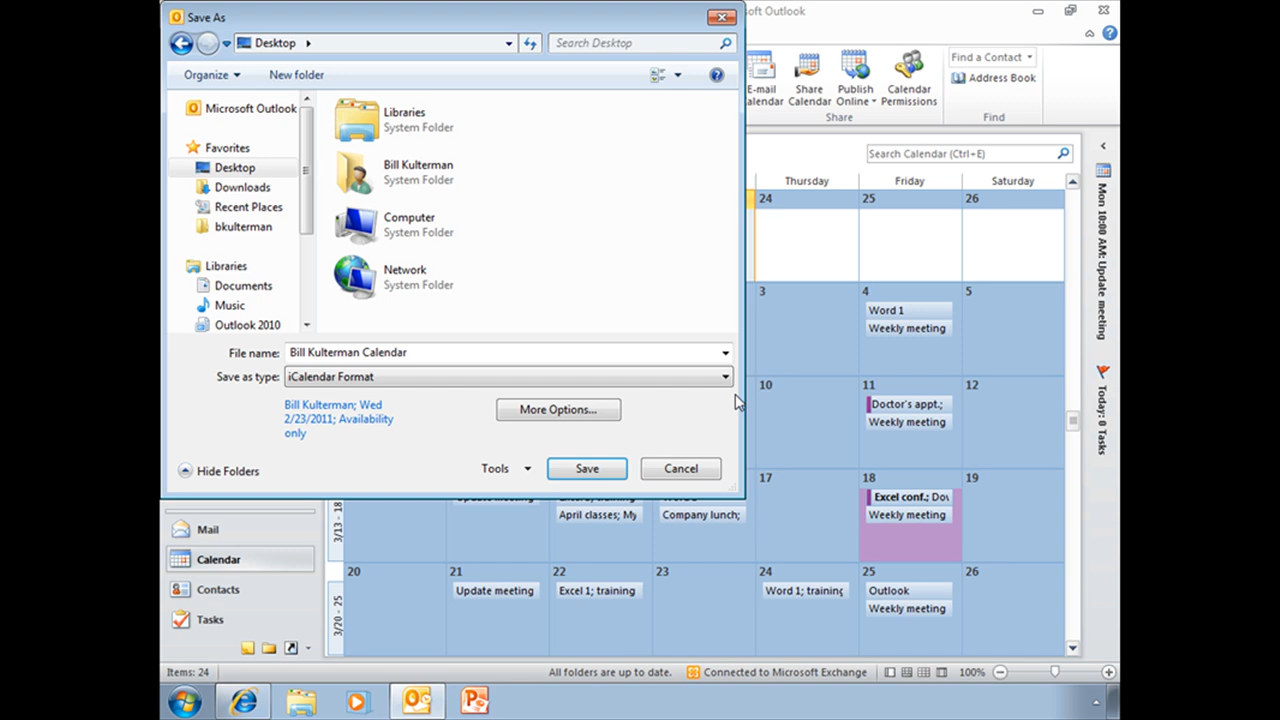 Save As
Desktop
Search Desktop
Organize
New folder
Microsoft Outlook
Favorites
Desktop
Downloads
Recent Places
bkulterman
Libraries
Documents
Music
Outlook 2010
Libraries
System Folder
Bill Kulterman
System Folder
Computer
System Folder
Network
System Folder
File name: Bill Kulterman Calendar
Save as type: iCalendar Format
Bill Kulterman; Wed
2/23/2011; Availability
only
More Options...
Hide Folders
Tools
Save
Cancel
Microsoft Outlook
Share
Calendar
Publish
Online
Calendar
Permissions
Share
Find a Contact
Address Book
Find
Search Calendar (Ctrl+E)
Thursday Friday Saturday
24 25 26
3 4 5
Word 1
Weekly meeting
10 11 12
Doctor's appt.;
Weekly meeting
17 18 19
Update meeting
Excel conf.;
April classes; My
Company lunch;
Weekly meeting
3/13 - 18
20 21 22 23 24 25 26
Update meeting
Excel 1; training
Word 1; training
Outlook
Weekly meeting
3/20 - 25
Mon 10:00 AM: Update meeting
Today: 0 Tasks
Mail
Calendar
Contacts
Tasks
Items: 24
All folders are up to date.
Connected to Microsoft Exchange
100%